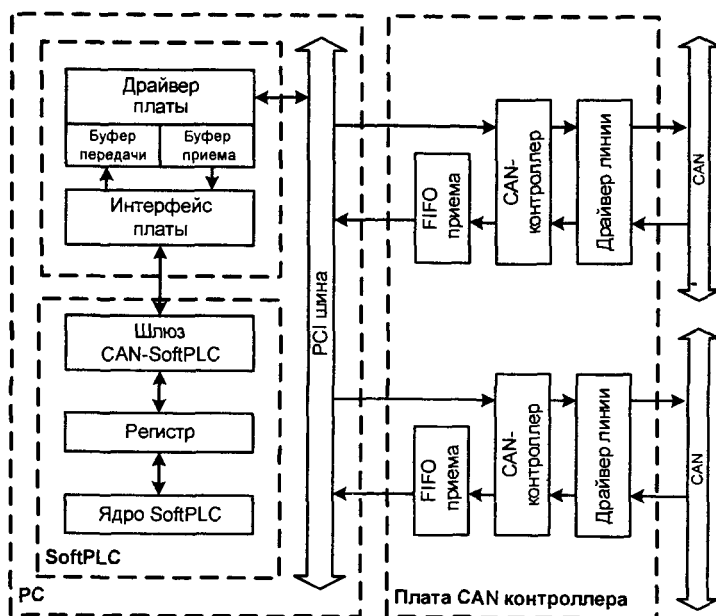 Драйвер
платы
Буфер
передачи
Буфер
приема
Интерфейс
платы
Шлюз
CAN-SoftPLC
Регистр
Ядро SoftPLC
SoftPLC
PC
PCI шина
FIFO
приема
CAN-
контроллер
Драйвер линии
CAN
FIFO
приема
CAN-
контроллер
Драйвер линии
CAN
Плата CAN контроллера